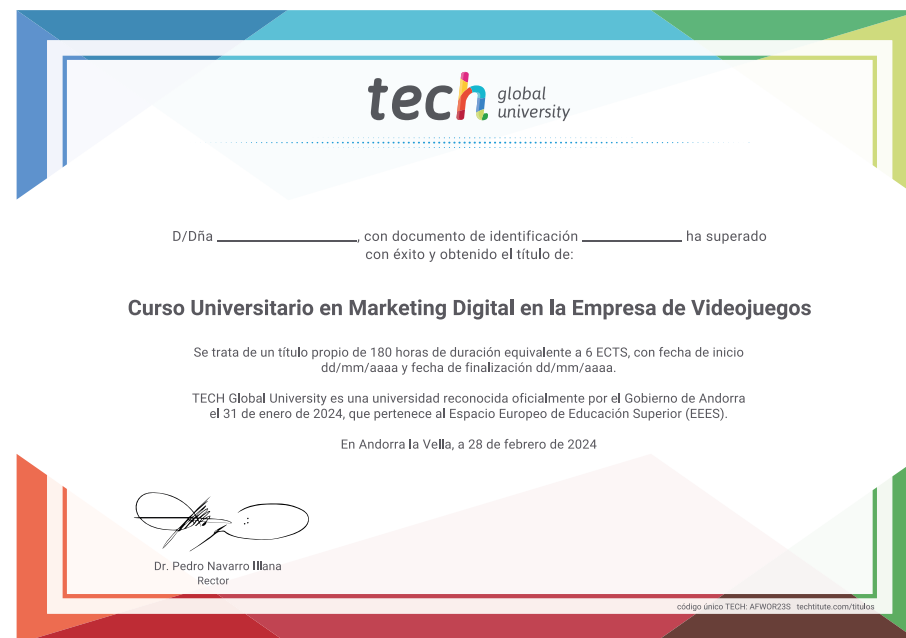 tech global university
D/Dña ____________________, con documento de identificación ______________ ha superado
con éxito y obtenido el título de:
Curso Universitario en Marketing Digital en la Empresa de Videojuegos
Se trata de un título propio de 180 horas de duración equivalente a 6 ECTS, con fecha de inicio
dd/mm/aaaa y fecha de finalización dd/mm/aaaa.
TECH Global University es una universidad reconocida oficialmente por el Gobierno de Andorra
el 31 de enero de 2024, que pertenece al Espacio Europeo de Educación Superior (EEES).
En Andorra la Vella, a 28 de febrero de 2024
Dr. Pedro Navarro Illana
Rector
código único TECH: AFWOR23S techtitute.com/titulos